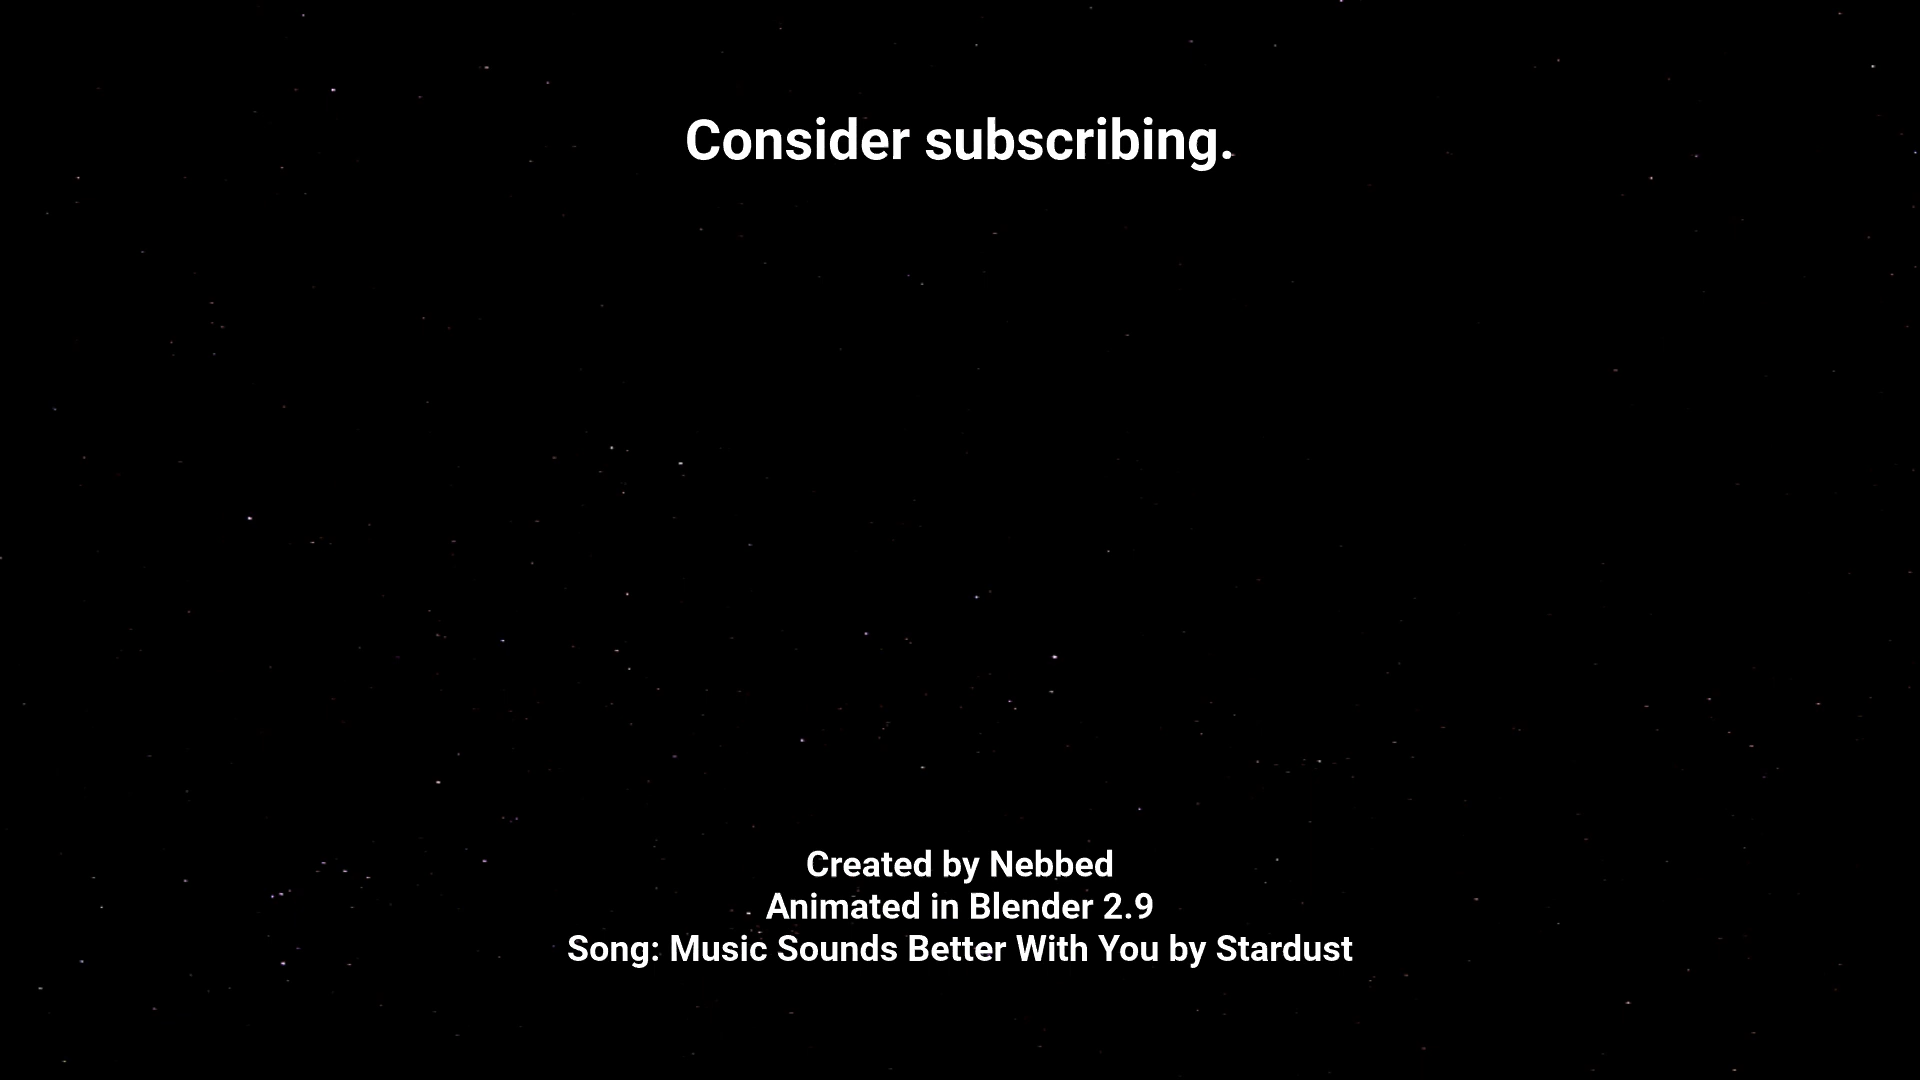 Consider subscribing.
Created by Nebbed
Animated in Blender 2.9
Song: Music Sounds Better With You by Stardust